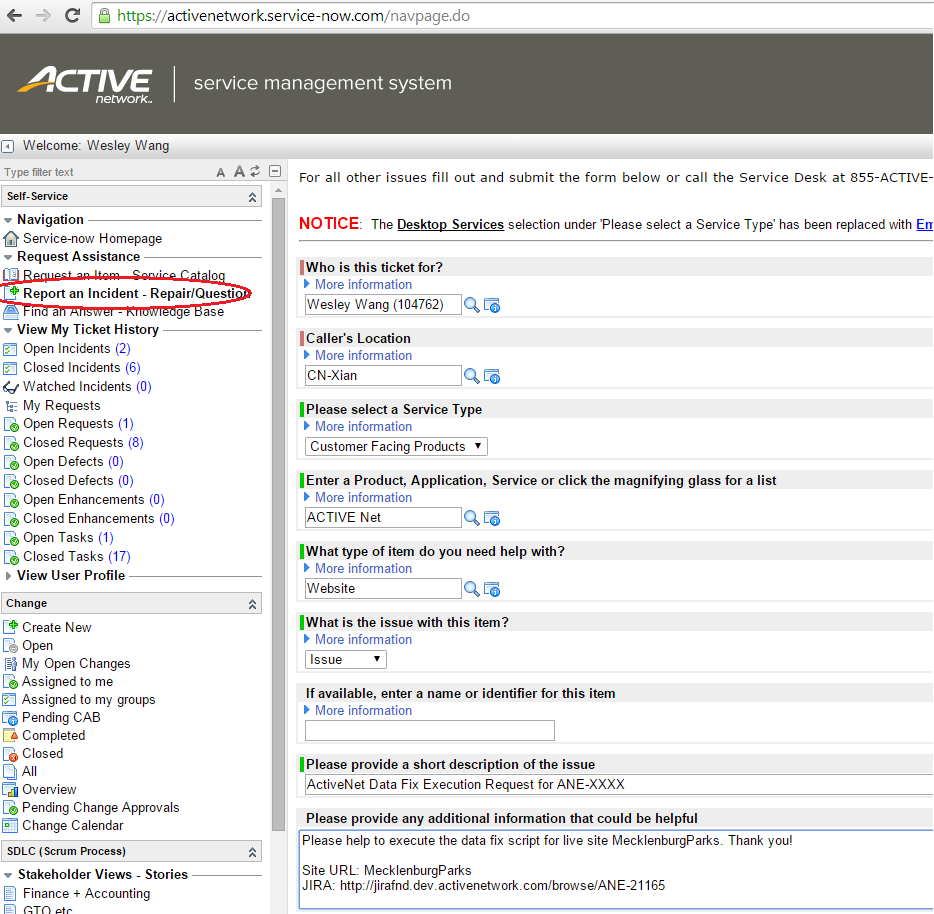 https://activenetwork.service-now.com/navpage.do
ACTIVE network™ service management system
Welcome: Wesley Wang
Type filter text A A
Self-Service
Navigation
Service-now Homepage
Request Assistance
Request an Item - Service Catalog
Report an Incident - Repair/Question
Find an Answer - Knowledge Base
View My Ticket History
Open Incidents (2)
Closed Incidents (6)
Watched Incidents (0)
My Requests
Open Requests (1)
Closed Requests (8)
Open Defects (0)
Closed Defects (0)
Open Enhancements (0)
Closed Enhancements (0)
Open Tasks (1)
Closed Tasks (17)
View User Profile
Change
Create New
Open
My Open Changes
Assigned to me
Assigned to my groups
Pending CAB
Completed
Closed
All
Overview
Pending Change Approvals
Change Calendar
SDLC (Scrum Process)
Stakeholder Views - Stories
Finance + Accounting
GTO etc
For all other issues fill out and submit the form below or call the Service Desk at 855-ACTIVE-
NOTICE: The Desktop Services selection under 'Please select a Service Type' has been replaced with Em
Who is this ticket for?
More information
Wesley Wang (104762)
Caller's Location
More information
CN-Xian
Please select a Service Type
More information
Customer Facing Products
Enter a Product, Application, Service or click the magnifying glass for a list
More information
ACTIVE Net
What type of item do you need help with?
More information
Website
What is the issue with this item?
More information
Issue
If available, enter a name or identifier for this item
More information
Please provide a short description of the issue
ActiveNet Data Fix Execution Request for ANE-XXXX
Please provide any additional information that could be helpful
Please help to execute the data fix script for live site MecklenburgParks. Thank you!
Site URL: MecklenburgParks
JIRA: http://jirafnd.dev.activenetwork.com/browse/ANE-21165